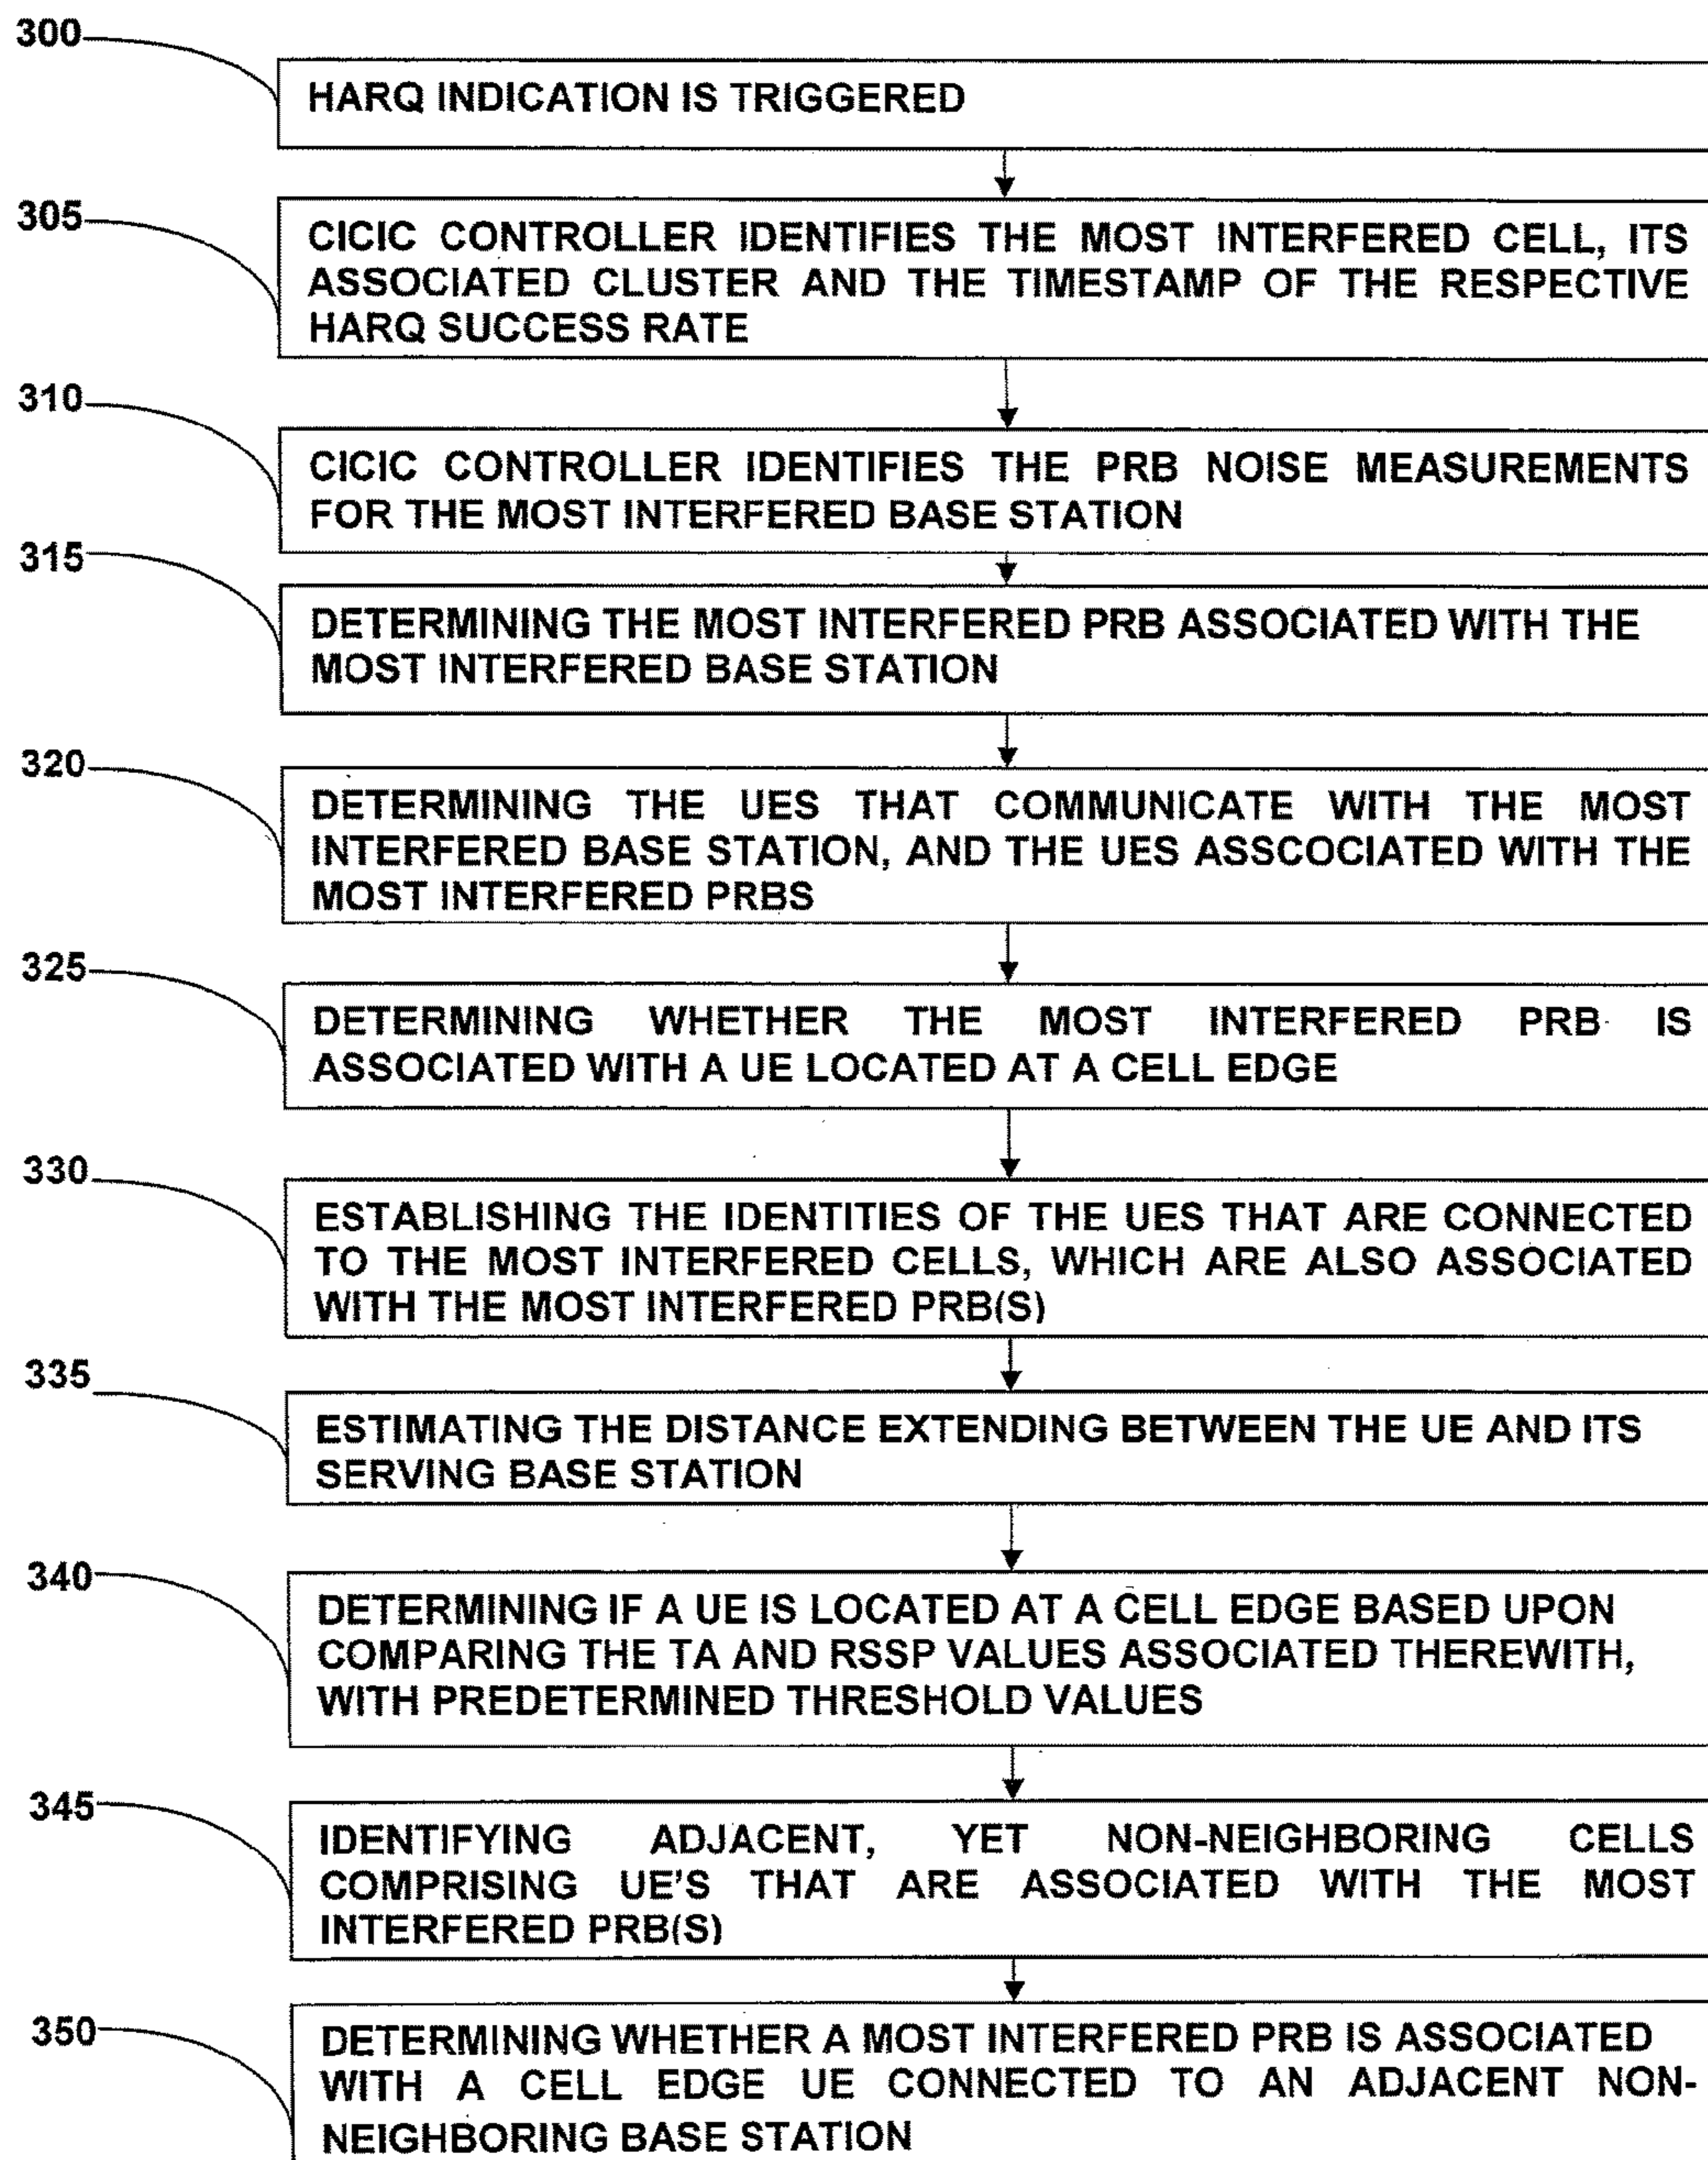 300
HARQ INDICATION IS TRIGGERED
305
CICIC CONTROLLER IDENTIFIES THE MOST INTERFERED CELL, ITS
ASSOCIATED CLUSTER AND THE TIMESTAMP OF THE RESPECTIVE
HARQ SUCCESS RATE
310
CICIC CONTROLLER IDENTIFIES THE PRB NOISE MEASUREMENTS
FOR THE MOST INTERFERED BASE STATION
315
DETERMINING THE MOST INTERFERED PRB ASSOCIATED WITH THE
MOST INTERFERED BASE STATION
320
DETERMINING THE UES THAT COMMUNICATE WITH THE MOST
INTERFERED BASE STATION, AND THE UES ASSCOCIATED WITH THE
MOST INTERFERED PRBS
325
DETERMINING WHETHER THE MOST INTERFERED PRB IS
ASSOCIATED WITH A UE LOCATED AT A CELL EDGE
330
ESTABLISHING THE IDENTITIES OF THE UES THAT ARE CONNECTED
TO THE MOST INTERFERED CELLS, WHICH ARE ALSO ASSOCIATED
WITH THE MOST INTERFERED PRB(S)
335
ESTIMATING THE DISTANCE EXTENDING BETWEEN THE UE AND ITS
SERVING BASE STATION
340
DETERMINING IF A UE IS LOCATED AT A CELL EDGE BASED UPON
COMPARING THE TA AND RSSP VALUES ASSOCIATED THEREWITH,
WITH PREDETERMINED THRESHOLD VALUES
345
IDENTIFYING ADJACENT, YET NON-NEIGHBORING CELLS
COMPRISING UE'S THAT ARE ASSOCIATED WITH THE MOST
INTERFERED PRB(S)
350
DETERMINING WHETHER A MOST INTERFERED PRB IS ASSOCIATED
WITH A CELL EDGE UE CONNECTED TO AN ADJACENT NON-
NEIGHBORING BASE STATION